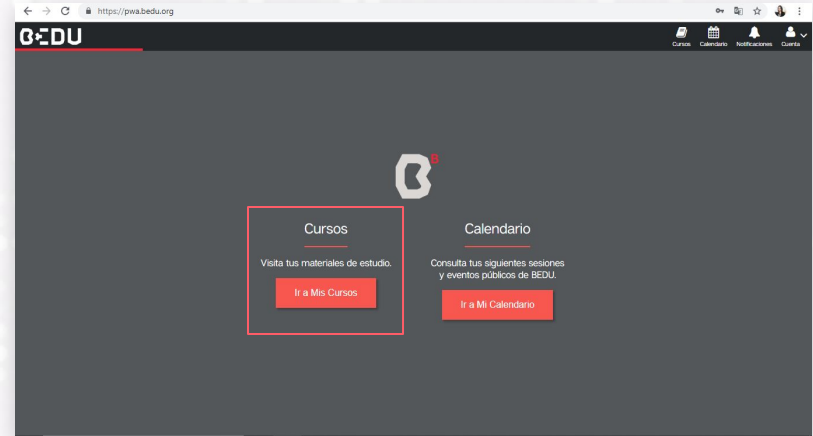 https://pwa.bedu.org
BEDU
Cursos
Calendario
Notificaciones
Cuenta
B
Cursos
Visita tus materiales de estudio.
Ir a Mis Cursos
Calendario
Consulta tus siguientes sesiones
y eventos públicos de BEDU.
Ir a Mi Calendario